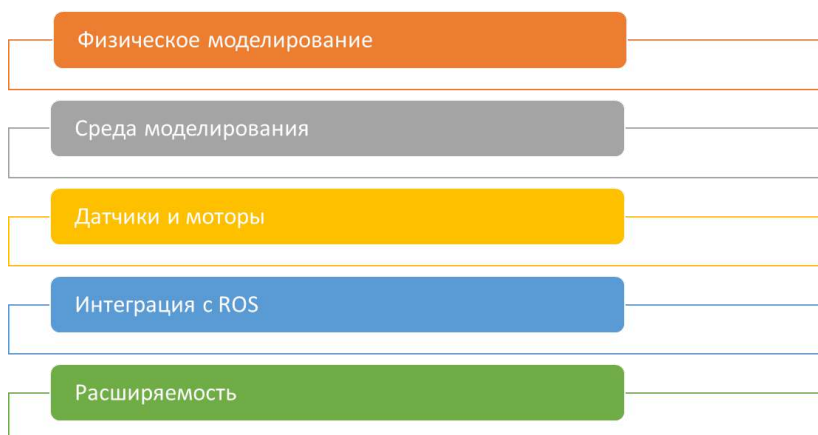 Физическое моделирование
Среда моделирования
Датчики и моторы
Интеграция с ROS
Расширяемость